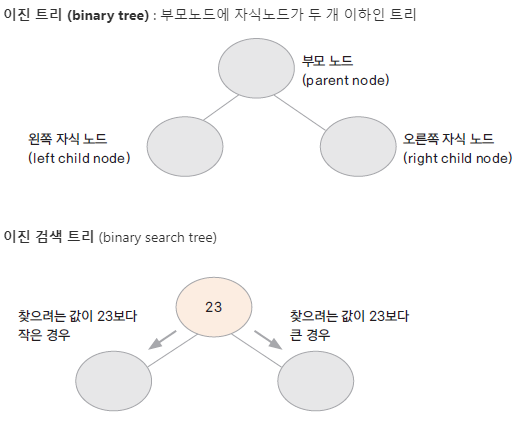 이진 트리 (binary tree) : 부모노드에 자식노드가 두 개 이하인 트리
부모 노드
(parent node)
왼쪽 자식 노드
(left child node)
오른쪽 자식 노드
(right child node)
이진 검색 트리 (binary search tree)
23
찾으려는 값이 23보다
작은 경우
찾으려는 값이 23보다
큰 경우